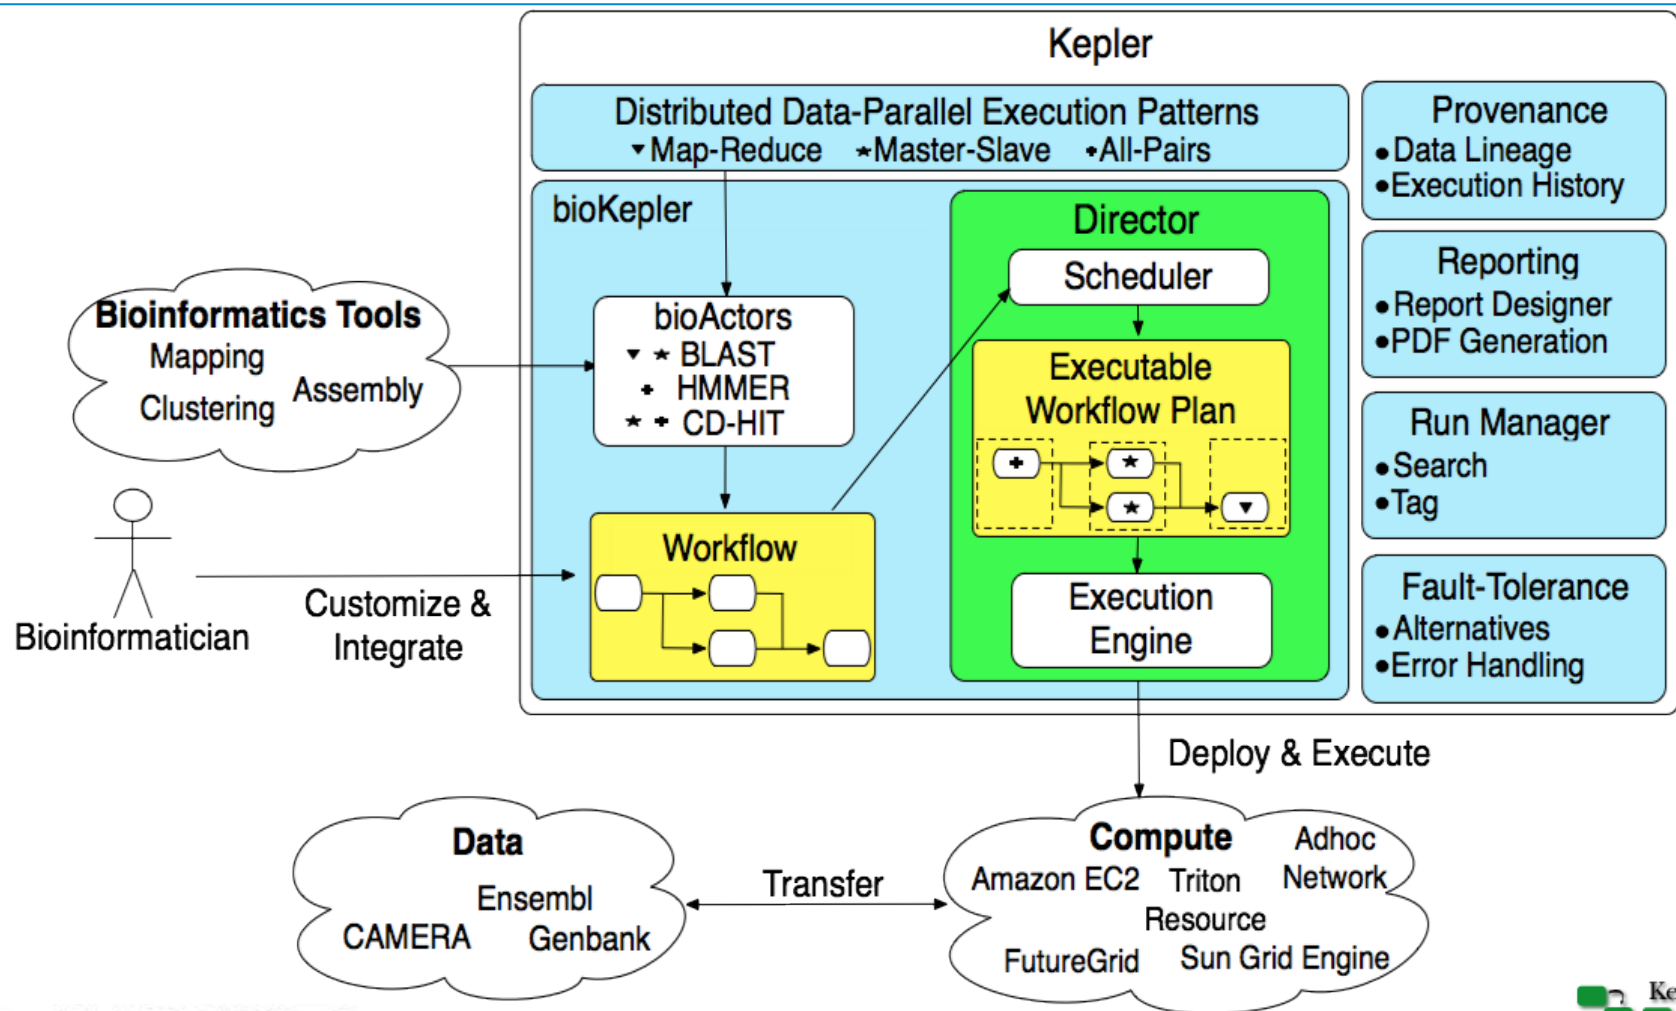 Kepler
Distributed Data-Parallel Execution Patterns
▼Map-Reduce ★Master-Slave ✚All-Pairs
Provenance
•Data Lineage
•Execution History
bioKepler
Director
Scheduler
Reporting
•Report Designer
•PDF Generation
Bioinformatics Tools
Mapping
Assembly
Clustering
bioActors
▼ ★ BLAST
✚ HMMER
★ ✚ CD-HIT
Executable
Workflow Plan
Run Manager
•Search
•Tag
Workflow
Bioinformatician
Customize &
Integrate
Execution
Engine
Fault-Tolerance
•Alternatives
•Error Handling
Deploy & Execute
Data
Ensembl
CAMERA
Genbank
Transfer
Compute
Adhoc
Network
Amazon EC2
Triton
Resource
FutureGrid
Sun Grid Engine
Ke